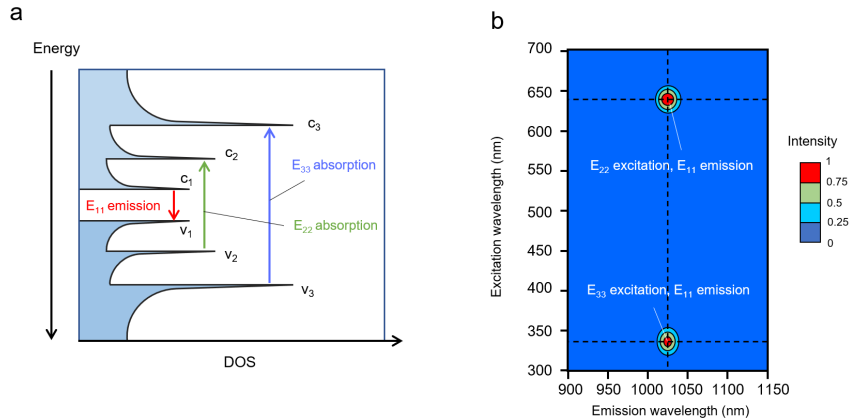 a
Energy
c3
c2
E33 absorption
c1
E11 emission
v1
E22 absorption
v2
v3
DOS
b
700
650
600
550
500
450
400
350
300
Excitation wavelength (nm)
E22 excitation, E11 emission
E33 excitation, E11 emission
900 950 1000 1050 1100 1150
Emission wavelength (nm)
Intensity
1
0.75
0.5
0.25
0